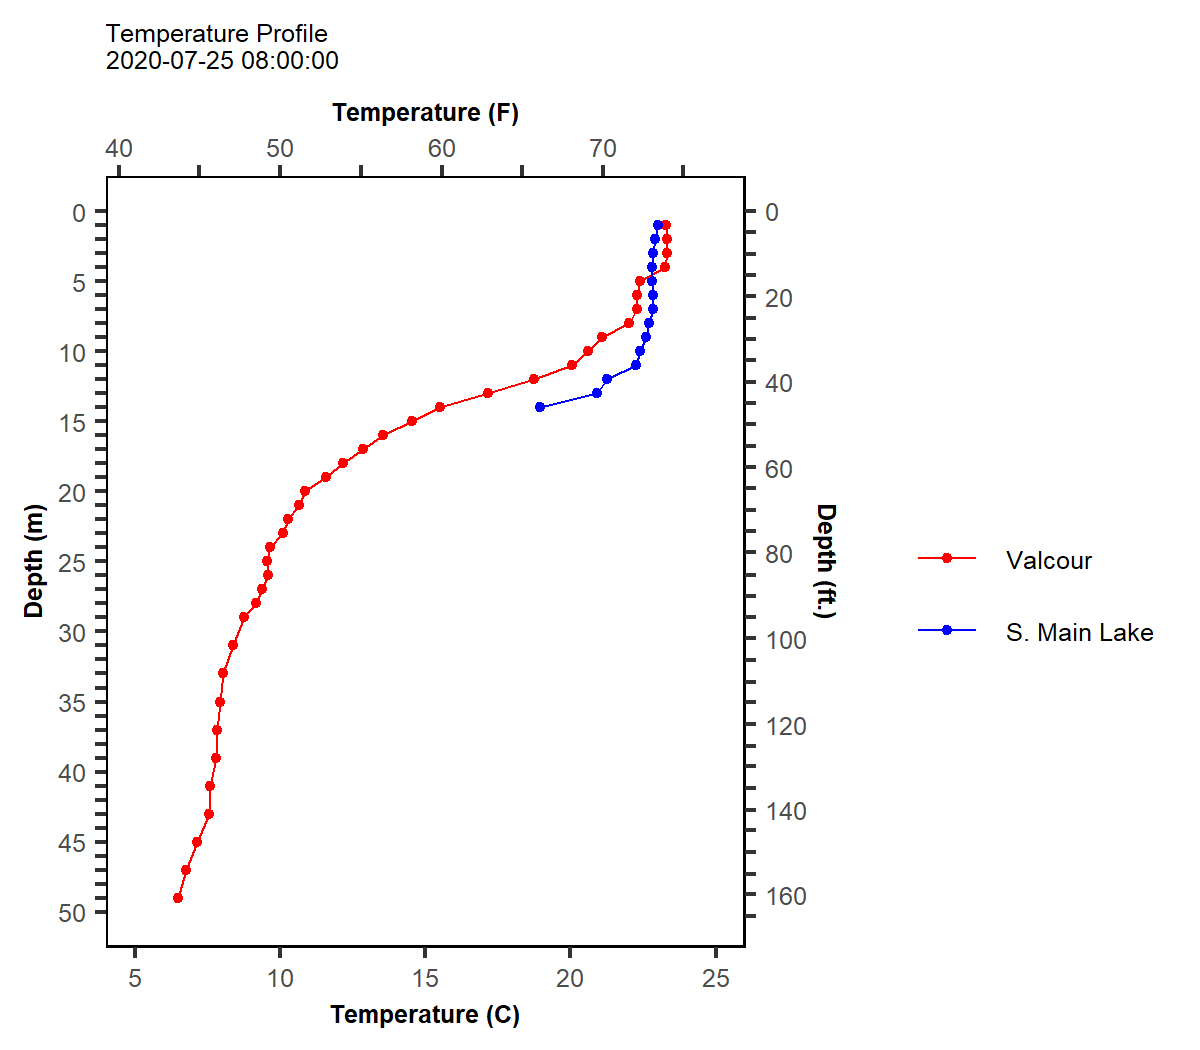 Temperature Profile
2020-07-25 08:00:00
Temperature (F)
40 50 60 70
0
5
10
15
20
25
30
35
40
45
50
Depth (m)
0
20
40
60
80
100
120
140
160
Depth (ft.)
Valcour
S. Main Lake
5 10 15 20 25
Temperature (C)